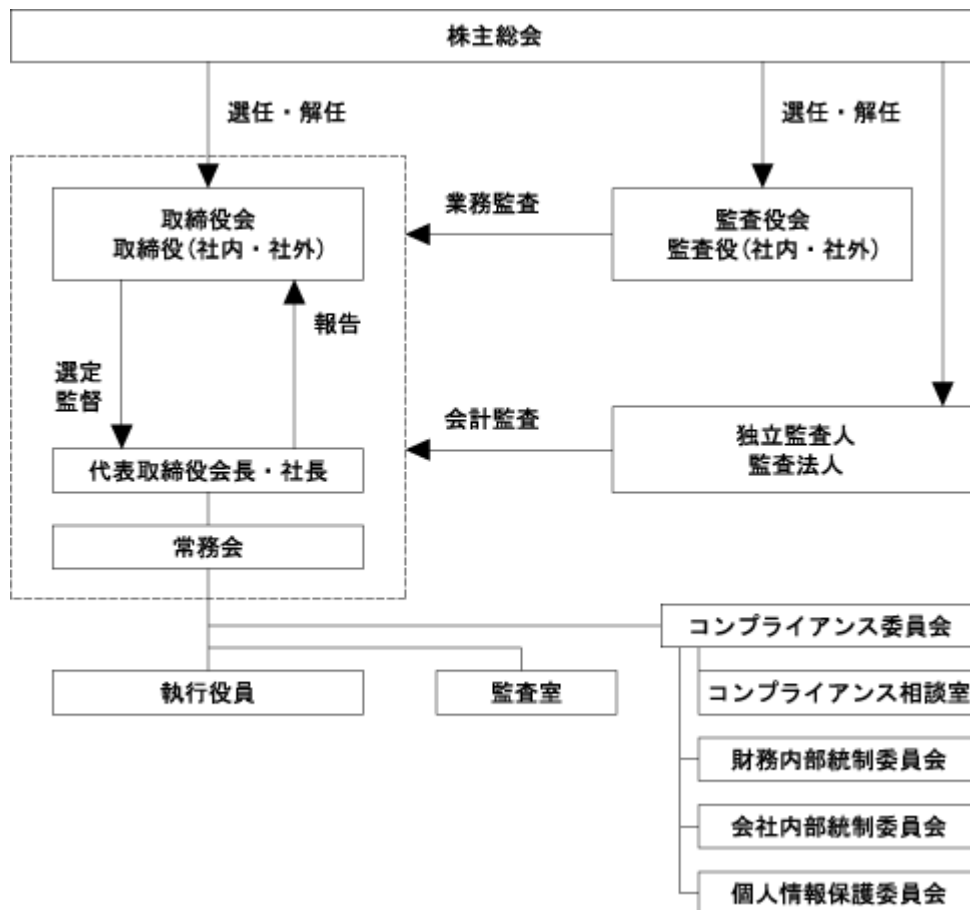 株主総会
選任・解任
選任・解任
取締役会
取締役(社内・社外)
業務監査
監査役会
監査役(社内・社外)
報告
選定
監督
会計監査
独立監査人
監査法人
代表取締役会長・社長
常務会
コンプライアンス委員会
執行役員
監査室
コンプライアンス相談室
財務内部統制委員会
会社内部統制委員会
個人情報保護委員会